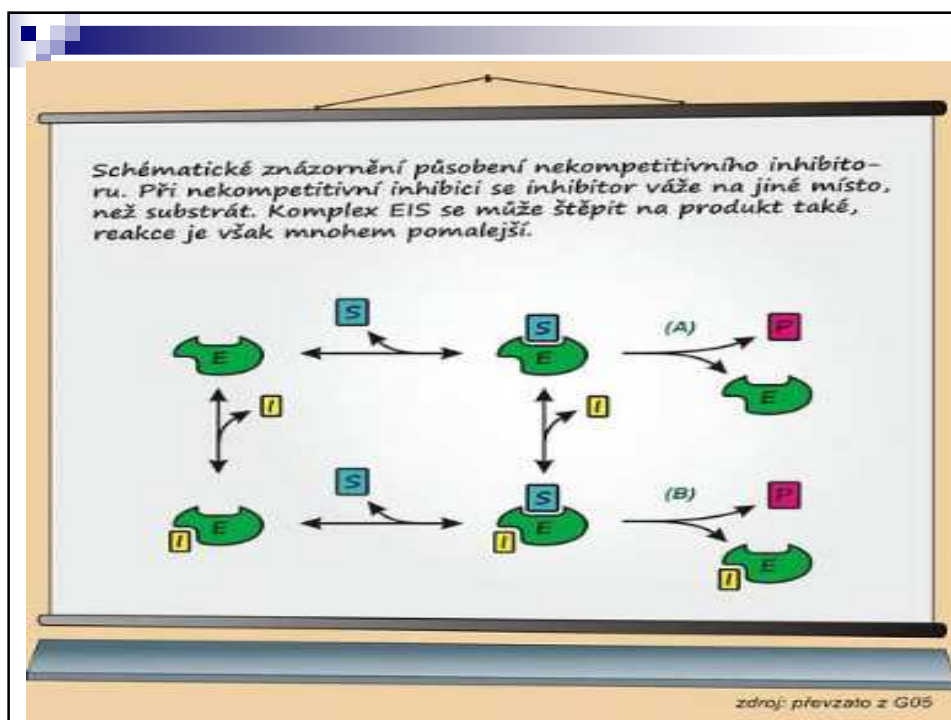 Schématické znázornění působení nekompetitivního inhibito-
ru. Při nekompetitivní inhibici se inhibitor váže na jiné místo,
než substrát. Komplex EIS se může štěpit na produkt také,
reakce je však mnohem pomalejší.
S
S
(A)
P
E
E
E
I
I
S
S
(B)
P
E
I
E
I
E
I
zdroj: převzato z G05